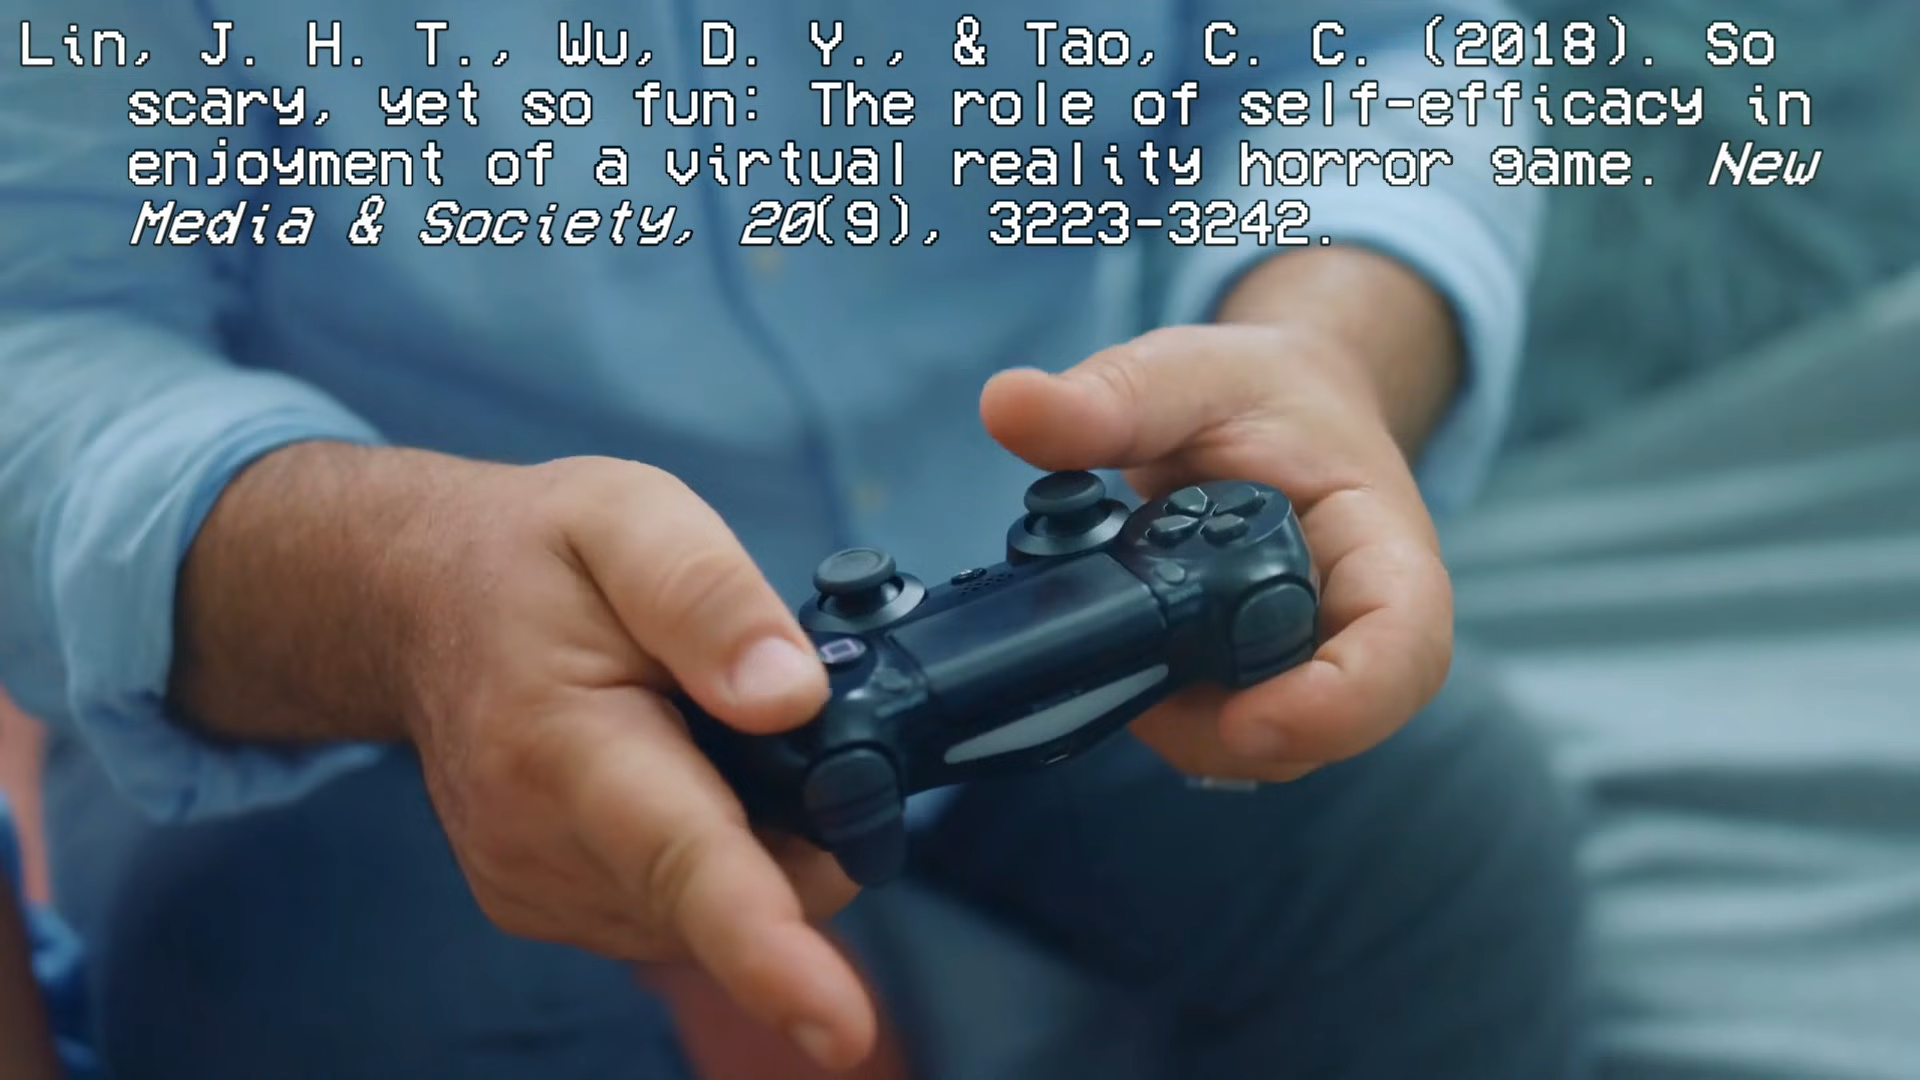 Lin, J. H. T., Wu, D. Y., & Tao, C. C. (2018). So
scary, yet so fun: The role of self-efficacy in
enjoyment of a virtual reality horror game. New
Media & Society, 20(9), 3223-3242.